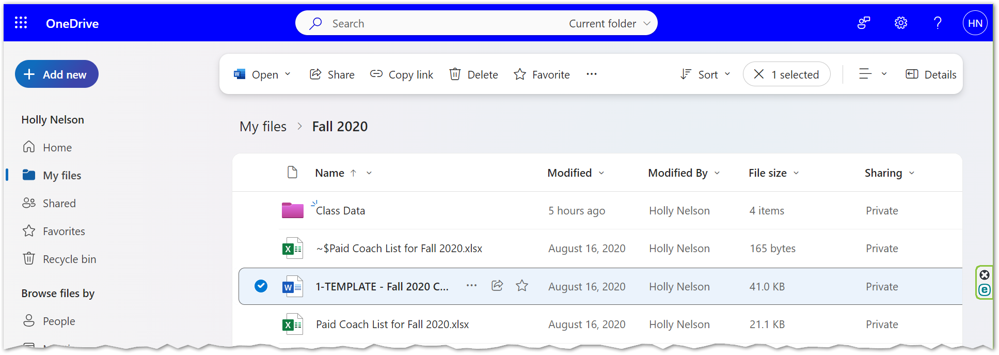 OneDrive
Search
Current folder
HN
Add new
Open
Share
Copy link
Delete
Favorite
Sort
1 selected
Details
Holly Nelson
Home
My files
Shared
Favorites
Recycle bin
Browse files by
People
My files > Fall 2020
Name Modified Modified By File size Sharing
Class Data 5 hours ago Holly Nelson 4 items Private
~$Paid Coach List for Fall 2020.xlsx August 16, 2020 Holly Nelson 165 bytes Private
1-TEMPLATE - Fall 2020 C... August 16, 2020 Holly Nelson 41.0 KB Private
Paid Coach List for Fall 2020.xlsx August 16, 2020 Holly Nelson 21.1 KB Private